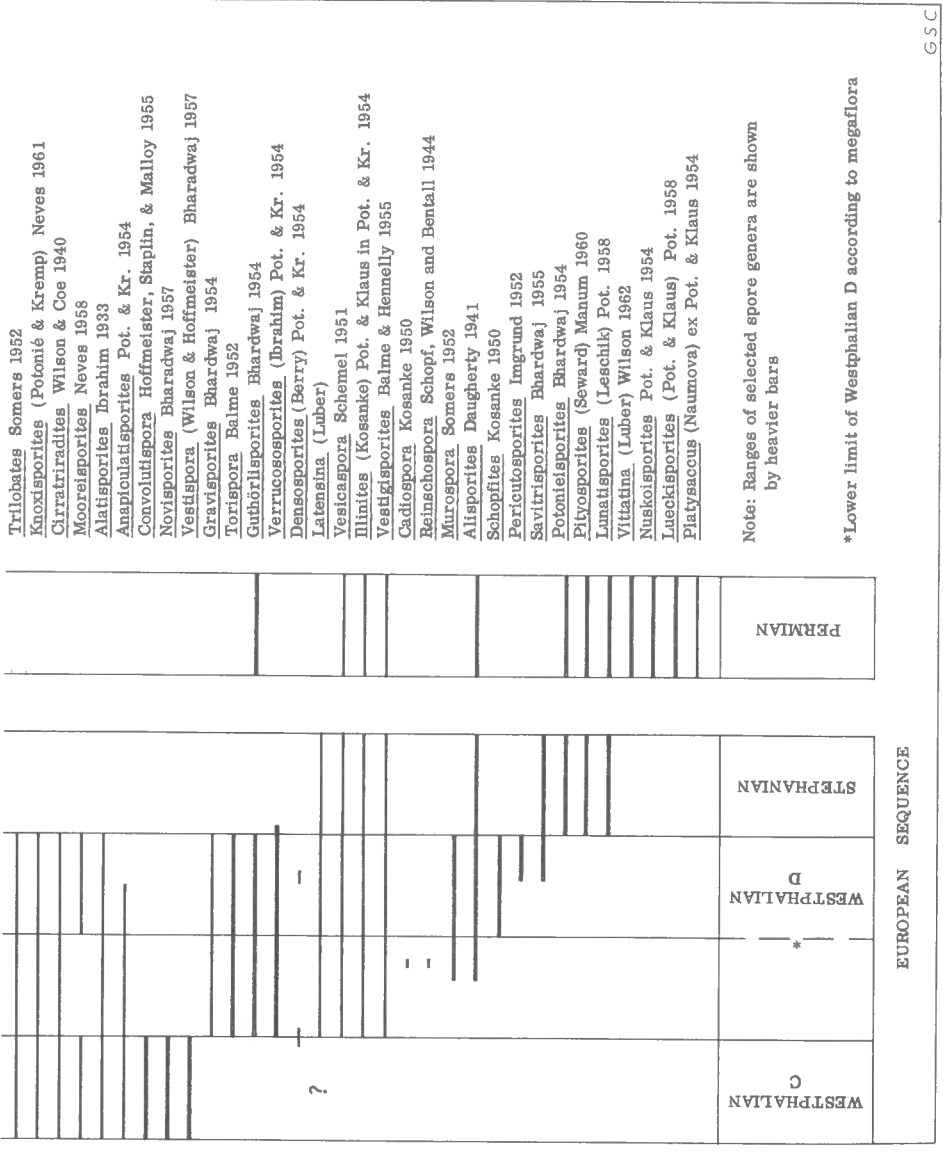 Trilobates Somers 1952
Knoxisporites (Potonié & Kremp) Neves 1961
Cirratriradites Wilson & Coe 1940
Mooreisporites Neves 1958
Alatisporites Ibrahim 1933
Anapiculatisporites Pot. & Kr. 1954
Convolutispora Hoffmeister, Staplin, & Malloy 1955
Novisporites Bharadwaj 1957
Vestispora (Wilson & Hoffmeister) Bharadwaj 1957
Gravisporites Bhardwaj 1954
Torispora Balme 1952
Guthörlisporites Bhardwaj 1954
Verrucososporites (Ibrahim) Pot. & Kr. 1954
Densosporites (Berry) Pot. & Kr. 1954
Latensina (Luber)
Vesicaspora Schemel 1951
Illinites (Kosanke) Pot. & Klaus in Pot. & Kr. 1954
Vestigisporites Balme & Hennelly 1955
Cadiospora Kosanke 1950
Reinschospora Schopf, Wilson and Bentall 1944
Murospora Somers 1952
Alisporites Daugherty 1941
Schopfites Kosanke 1950
Pericutosporites Imgrund 1952
Savitrisporites Bhardwaj 1955
Potonieisporites Bhardwaj 1954
Pityosporites (Seward) Manum 1960
Lunatisporites (Leschik) Pot. 1958
Vittatina (Luber) Wilson 1962
Nuskoisporites Pot. & Klaus 1954
Lueckisporites (Pot. & Klaus) Pot. 1958
Platysaccus (Naumova) ex Pot. & Klaus 1954
Note: Ranges of selected spore genera are shown
by heavier bars
*Lower limit of Westphalian D according to megaflora
?
PERMIAN
STEPHANIAN
WESTPHALIAN
D
*
WESTPHALIAN
C
EUROPEAN SEQUENCE
GSC